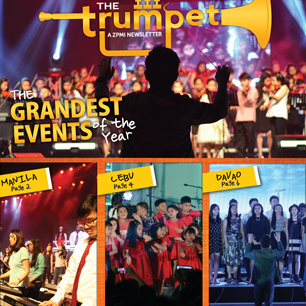 THE
trumpet
A ZPMI NEWSLETTER
THE
GRANDEST
EVENTS
of the
Year
MANILA
Page 2
CEBU
Page 4
DAVAO
Page 6